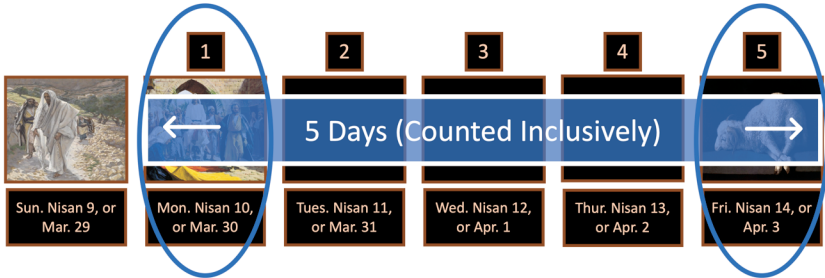 1
2
3
4
5
5 Days (Counted Inclusively)
Sun. Nisan 9, or
Mar. 29
Mon. Nisan 10,
or Mar. 30
Tues. Nisan 11,
or Mar. 31
Wed. Nisan 12,
or Apr. 1
Thur. Nisan 13,
or Apr. 2
Fri. Nisan 14, or
Apr. 3